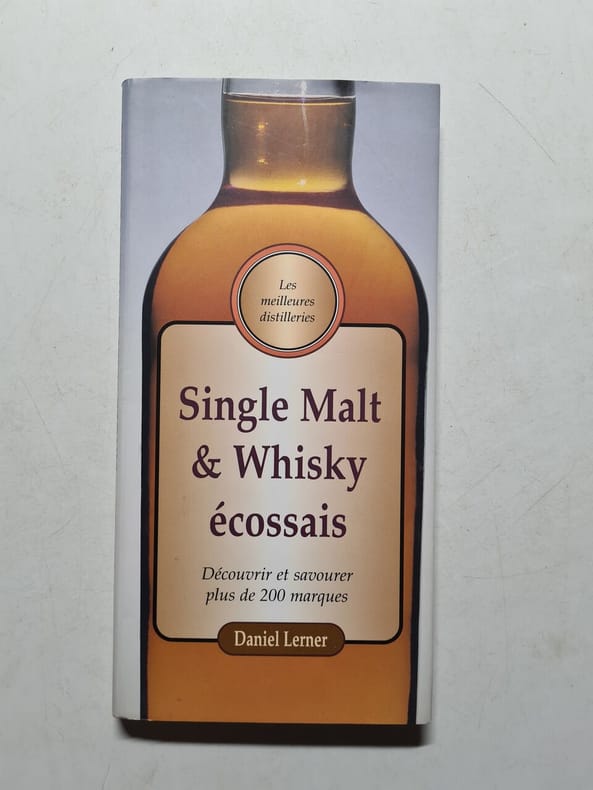 Les
meilleures
distilleries
Single Malt
& Whisky
écossais
Découvrir et savourer
plus de 200 marques
Daniel Lerner